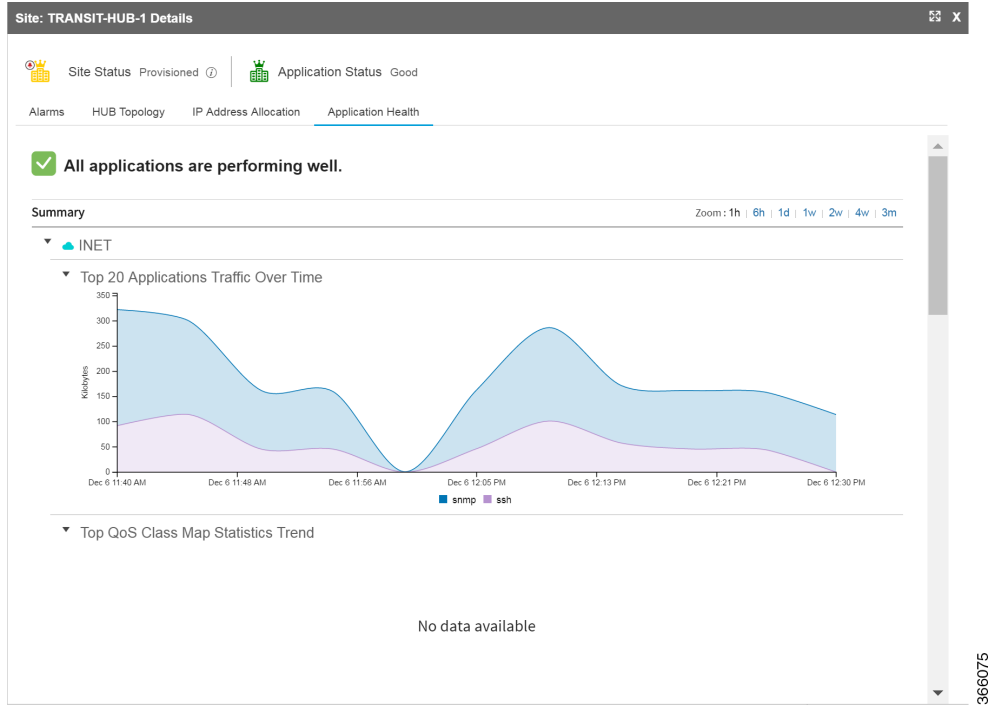 Site: TRANSIT-HUB-1 Details
X
Site Status Provisioned i
Application Status Good
Alarms HUB Topology IP Address Allocation Application Health
All applications are performing well.
Summary
Zoom: 1h | 6h | 1d | 1w | 2w | 4w | 3m
INET
Top 20 Applications Traffic Over Time
Kilobytes
350
300
250
200
150
100
50
0
Dec 6 11:40 AM Dec 6 11:48 AM Dec 6 11:56 AM Dec 6 12:05 PM Dec 6 12:13 PM Dec 6 12:21 PM Dec 6 12:30 PM
snmp ssh
Top QoS Class Map Statistics Trend
No data available
366075